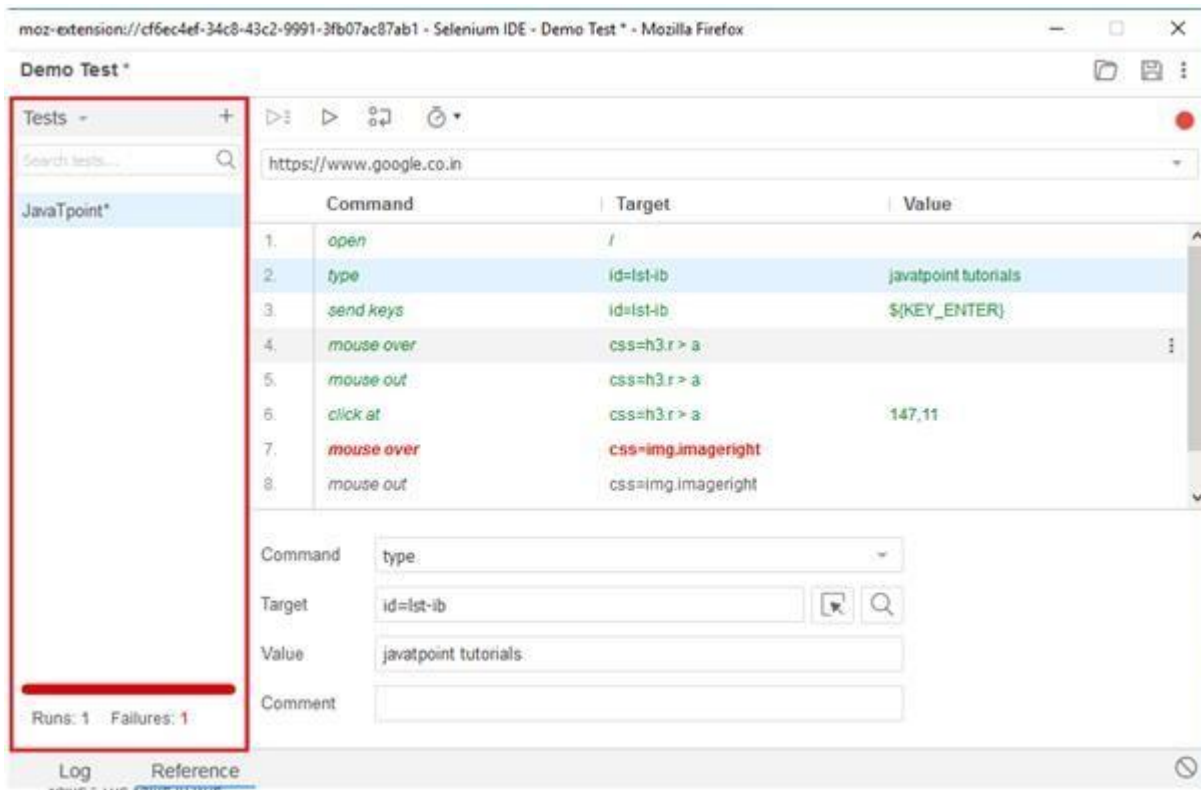 moz-extension://cf6ec4ef-34c8-43c2-9991-3fb07ac87ab1 - Selenium IDE - Demo Test * - Mozilla Firefox
Demo Test *
Tests
Search tests...
https://www.google.co.in
JavaTpoint*
Command Target Value
1. open /
2. type id=lst-ib javatpoint tutorials
3. send keys id=lst-ib ${KEY_ENTER}
4. mouse over css=h3.r > a
5. mouse out css=h3.r > a
6. click at css=h3.r > a 147,11
7. mouse over css=img.imageright
8. mouse out css=img.imageright
Command type
Target id=lst-ib
Value javatpoint tutorials
Comment
Runs: 1 Failures: 1
Log Reference